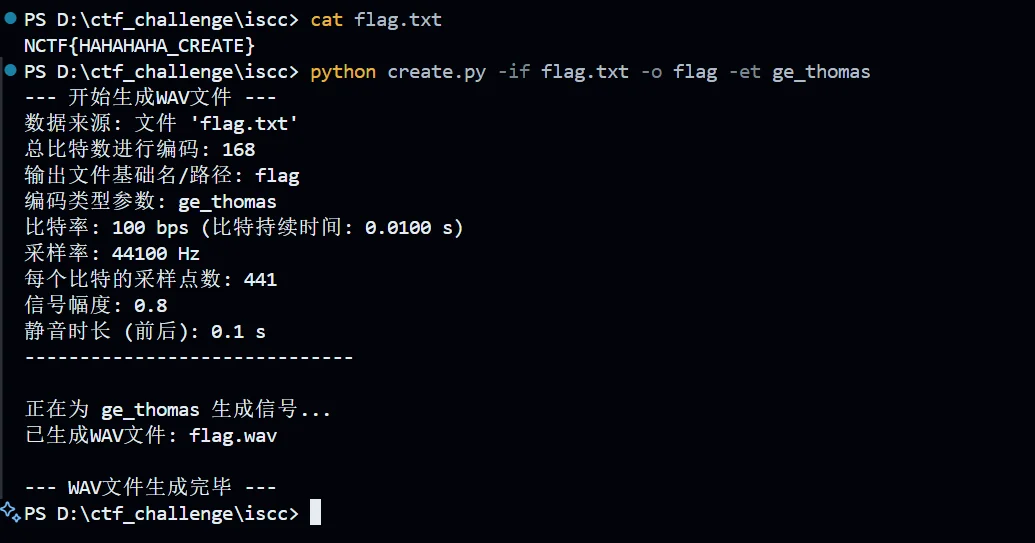 PS D:\ctf_challenge\iscc> cat flag.txt
NCTF{HAHAHAHA_CREATE}
PS D:\ctf_challenge\iscc> python create.py -if flag.txt -o flag -et ge_thomas
--- 开始生成WAV文件 ---
数据来源: 文件 'flag.txt'
总比特数进行编码: 168
输出文件基础名/路径: flag
编码类型参数: ge_thomas
比特率: 100 bps (比特持续时间: 0.0100 s)
采样率: 44100 Hz
每个比特的采样点数: 441
信号幅度: 0.8
静音时长 (前后): 0.1 s
------------------------------
正在为 ge_thomas 生成信号...
已生成WAV文件: flag.wav
--- WAV文件生成完毕 ---
PS D:\ctf_challenge\iscc>